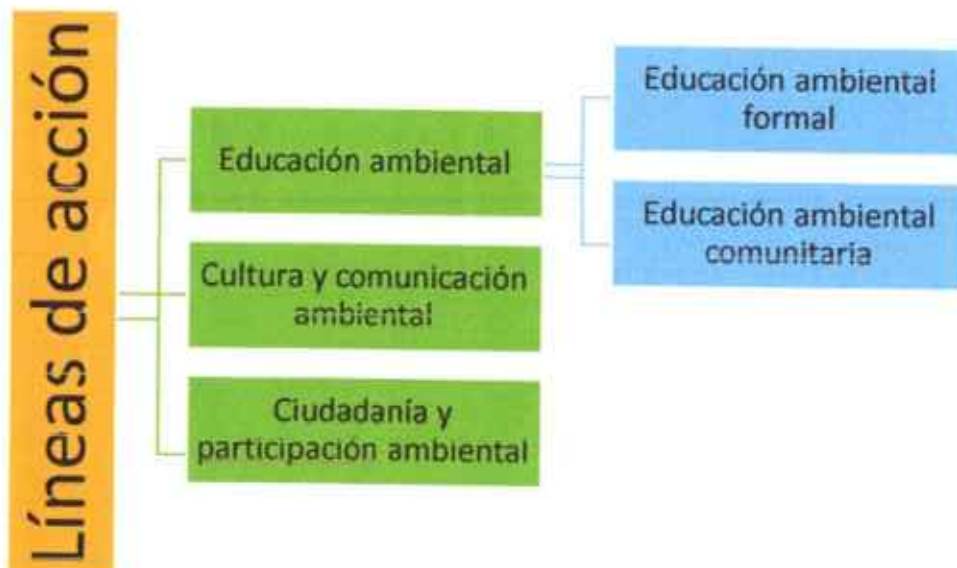 Líneas de acción
Educación ambiental
Cultura y comunicación
ambiental
Ciudadanía y
participación ambiental
Educación ambiental
formal
Educación ambiental
comunitaria